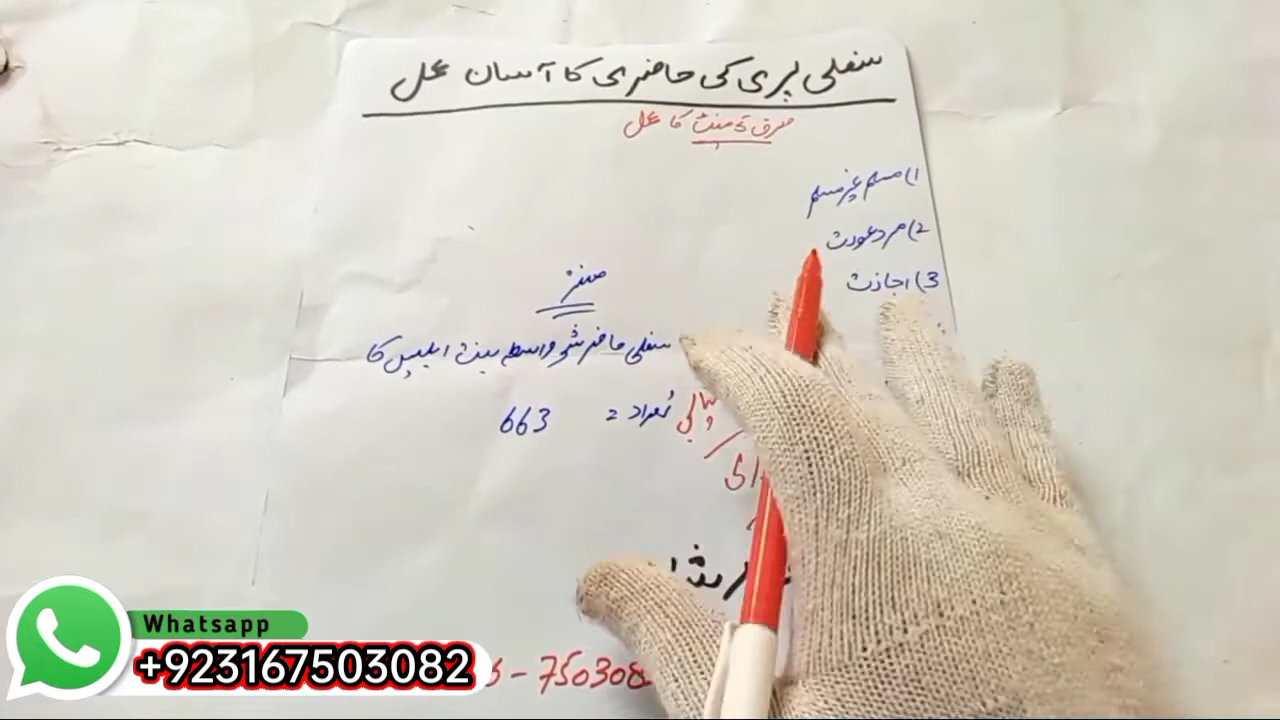 سفلی پری کی حاضری کا آسان عمل
صرف 5 منٹ کا عمل
1) مسلم غیر مسلم
2) مرد عورت
3) اجازت
منتر
سفلی حاضر شو واسطہ بنت ابلیس کا
تعداد = 663
Whatsapp
+923167503082